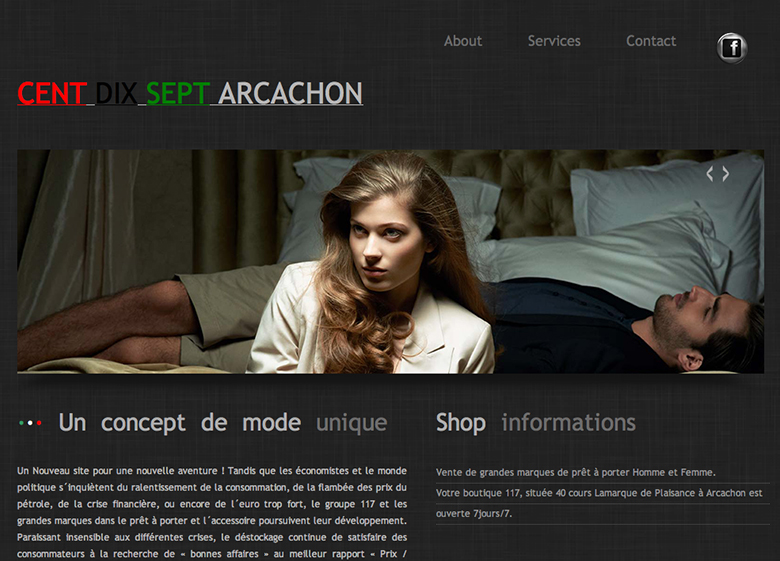 About Services Contact f
CENT DIX SEPT ARCACHON
Un concept de mode unique
Un Nouveau site pour une nouvelle aventure ! Tandis que les économistes et le monde
politique s´inquiètent du ralentissement de la consommation, de la flambée des prix du
pétrole, de la crise financière, ou encore de l´euro trop fort, le groupe 117 et les
grandes marques dans le prêt à porter et l´accessoire poursuivent leur développement.
Paraissant insensible aux différentes crises, le déstockage continue de satisfaire des
consommateurs à la recherche de « bonnes affaires » au meilleur rapport « Prix /
Shop informations
Vente de grandes marques de prêt à porter Homme et Femme.
Votre boutique 117, située 40 cours Lamarque de Plaisance à Arcachon est
ouverte 7jours/7.